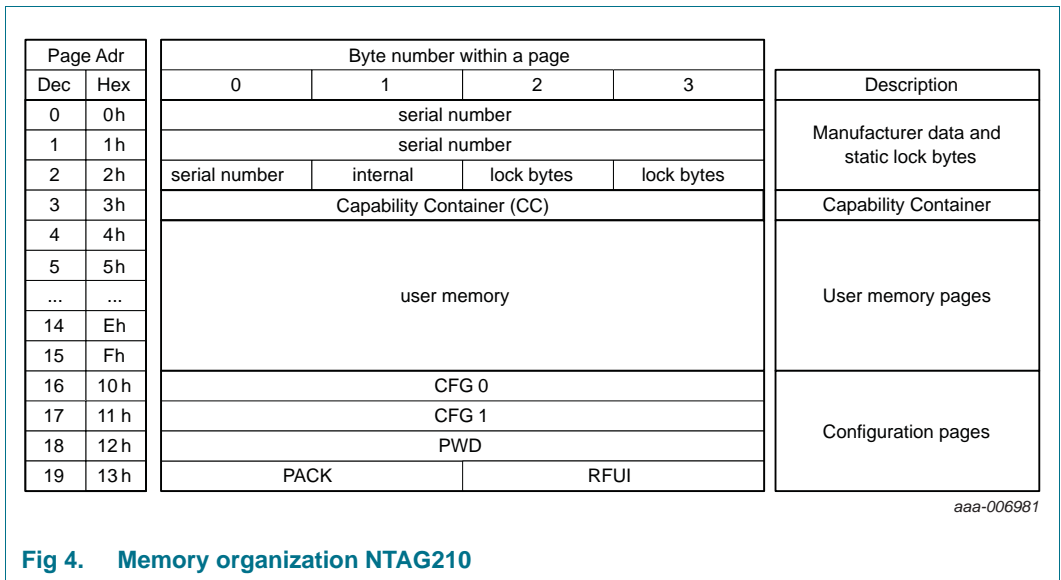 Page Adr Byte number within a page
Dec Hex 0 1 2 3 Description
0 0h serial number
1 1h serial number
Manufacturer data and
static lock bytes
2 2h serial number internal lock bytes lock bytes
3 3h Capability Container (CC) Capability Container
4 4h
5 5h
... ... user memory User memory pages
14 Eh
15 Fh
16 10h CFG 0
17 11h CFG 1
Configuration pages
18 12h PWD
19 13h PACK RFUI
aaa-006981
Fig 4. Memory organization NTAG210